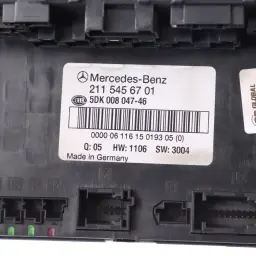 Mercedes-Benz
211 545 67 01
5DK 008 047-46
0000 06 116 15 0193 05 (0)
Q: 05 HW: 1106 SW: 3004
Made in Germany
GLOBAL